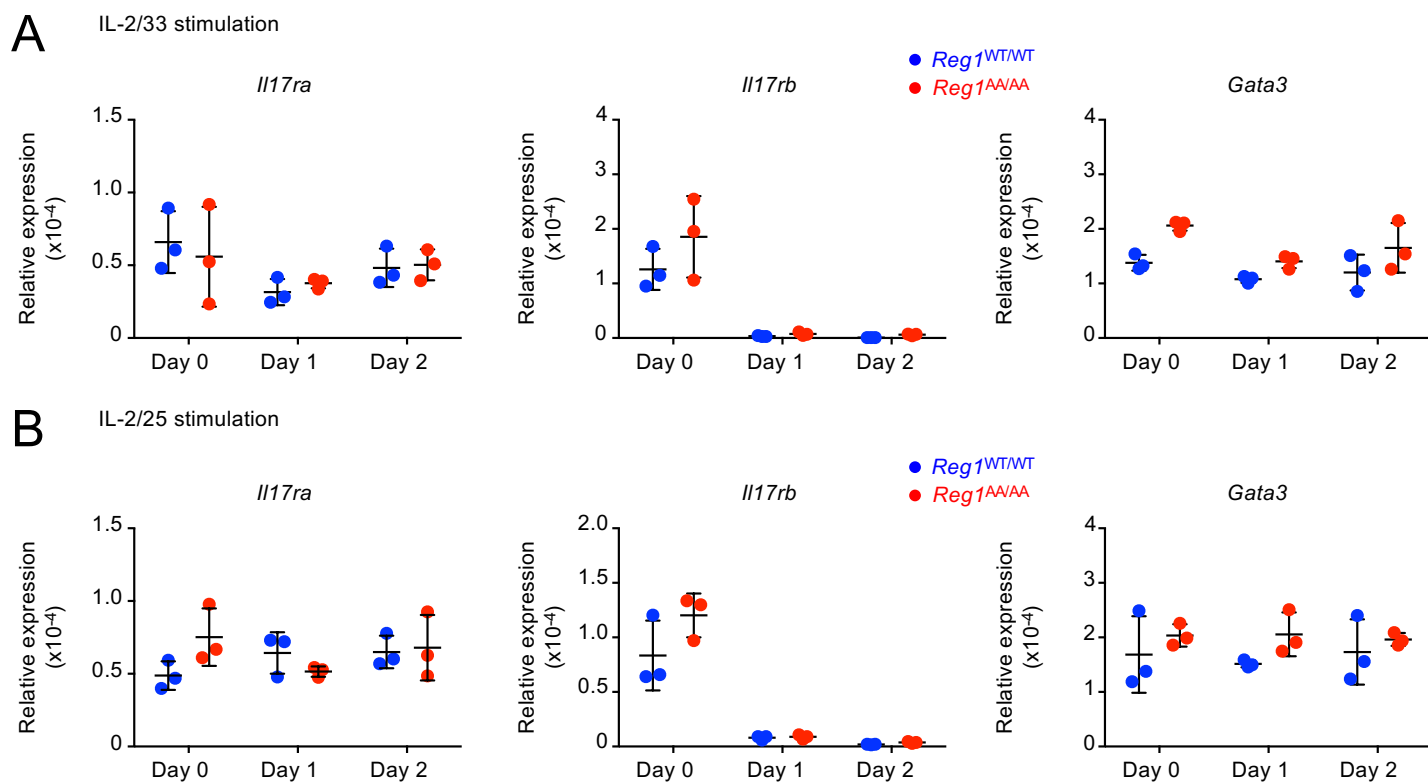 A
IL-2/33 stimulation
Reg1WT/WT
Reg1AA/AA
Il17ra
Il17rb
Gata3
Relative expression
(x10-4)
1.5
1.0
0.5
0
Day 0 Day 1 Day 2
Relative expression
(x10-4)
4
3
2
1
0
Day 0 Day 1 Day 2
Relative expression
(x10-4)
4
3
2
1
0
Day 0 Day 1 Day 2
B
IL-2/25 stimulation
Reg1WT/WT
Reg1AA/AA
Il17ra
Il17rb
Gata3
Relative expression
(x10-4)
1.5
1.0
0.5
0
Day 0 Day 1 Day 2
Relative expression
(x10-4)
2.0
1.5
1.0
0.5
0
Day 0 Day 1 Day 2
Relative expression
(x10-4)
4
3
2
1
0
Day 0 Day 1 Day 2